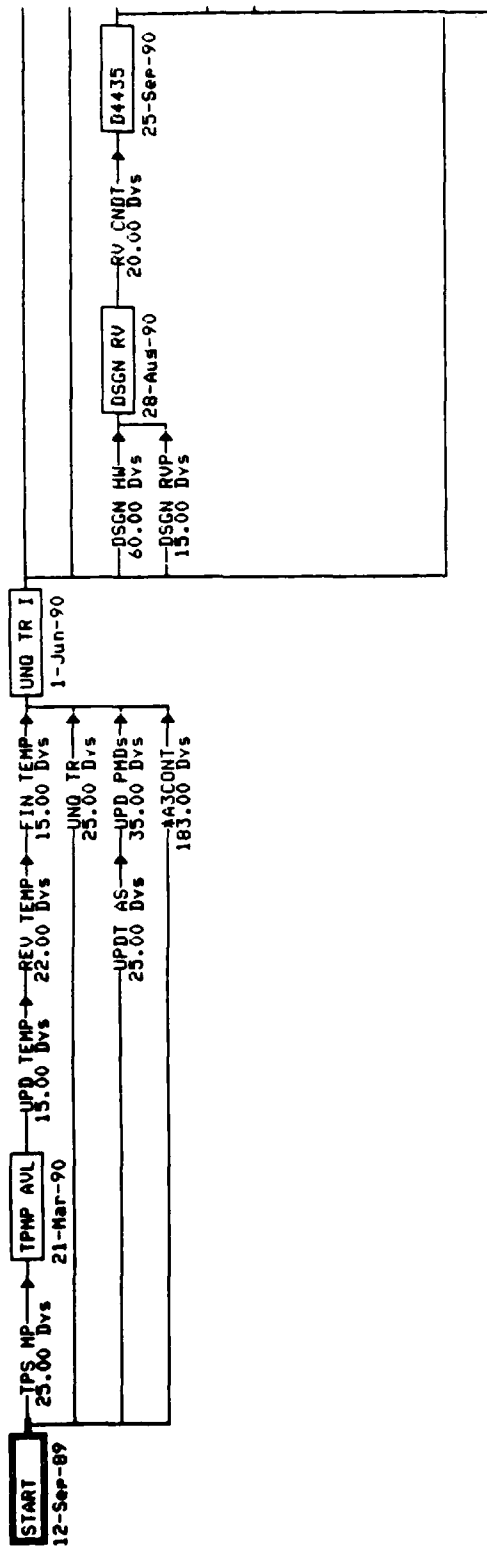 START
12-Sep-89
TPS MP
25.00 Dys
TPMP AVL
21-Mar-90
UPD TEMP
15.00 Dys
REV TEMP
22.00 Dys
FIN TEMP
15.00 Dys
UNQ TR
25.00 Dys
UPDT AS
25.00 Dys
UPD PMDs
35.00 Dys
A3CONT
183.00 Dys
UNQ TR I
1-Jun-90
DSGN HW
60.00 Dys
DSGN RVP
15.00 Dys
DSGN RV
28-Aug-90
RV CNDT
20.00 Dys
D4435
25-Sep-90